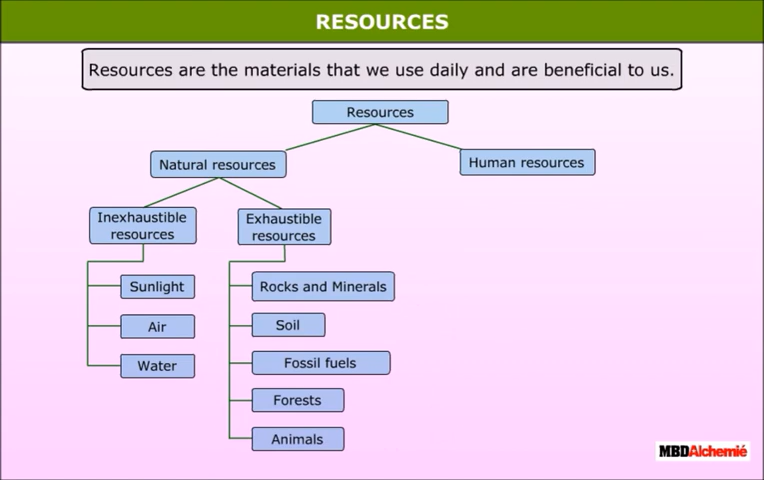 RESOURCES
Resources are the materials that we use daily and are beneficial to us.
Resources
Natural resources
Human resources
Inexhaustible
resources
Exhaustible
resources
Sunlight
Air
Water
Rocks and Minerals
Soil
Fossil fuels
Forests
Animals
MBDAlchemié